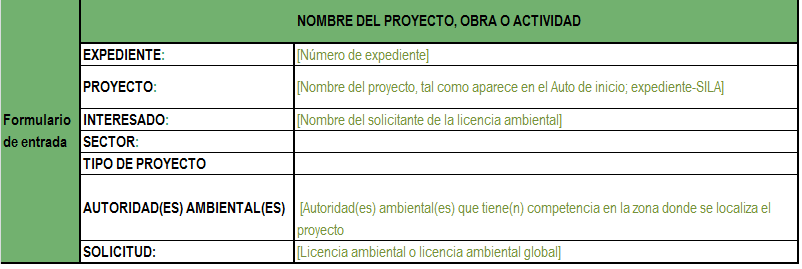 NOMBRE DEL PROYECTO, OBRA O ACTIVIDAD
Formulario
de entrada
EXPEDIENTE: [Número de expediente]
PROYECTO: [Nombre del proyecto, tal como aparece en el Auto de inicio; expediente-SILA]
INTERESADO: [Nombre del solicitante de la licencia ambiental]
SECTOR:
TIPO DE PROYECTO
AUTORIDAD(ES) AMBIENTAL(ES) [Autoridad(es) ambiental(es) que tiene(n) competencia en la zona donde se localiza el
proyecto
SOLICITUD: [Licencia ambiental o licencia ambiental global]